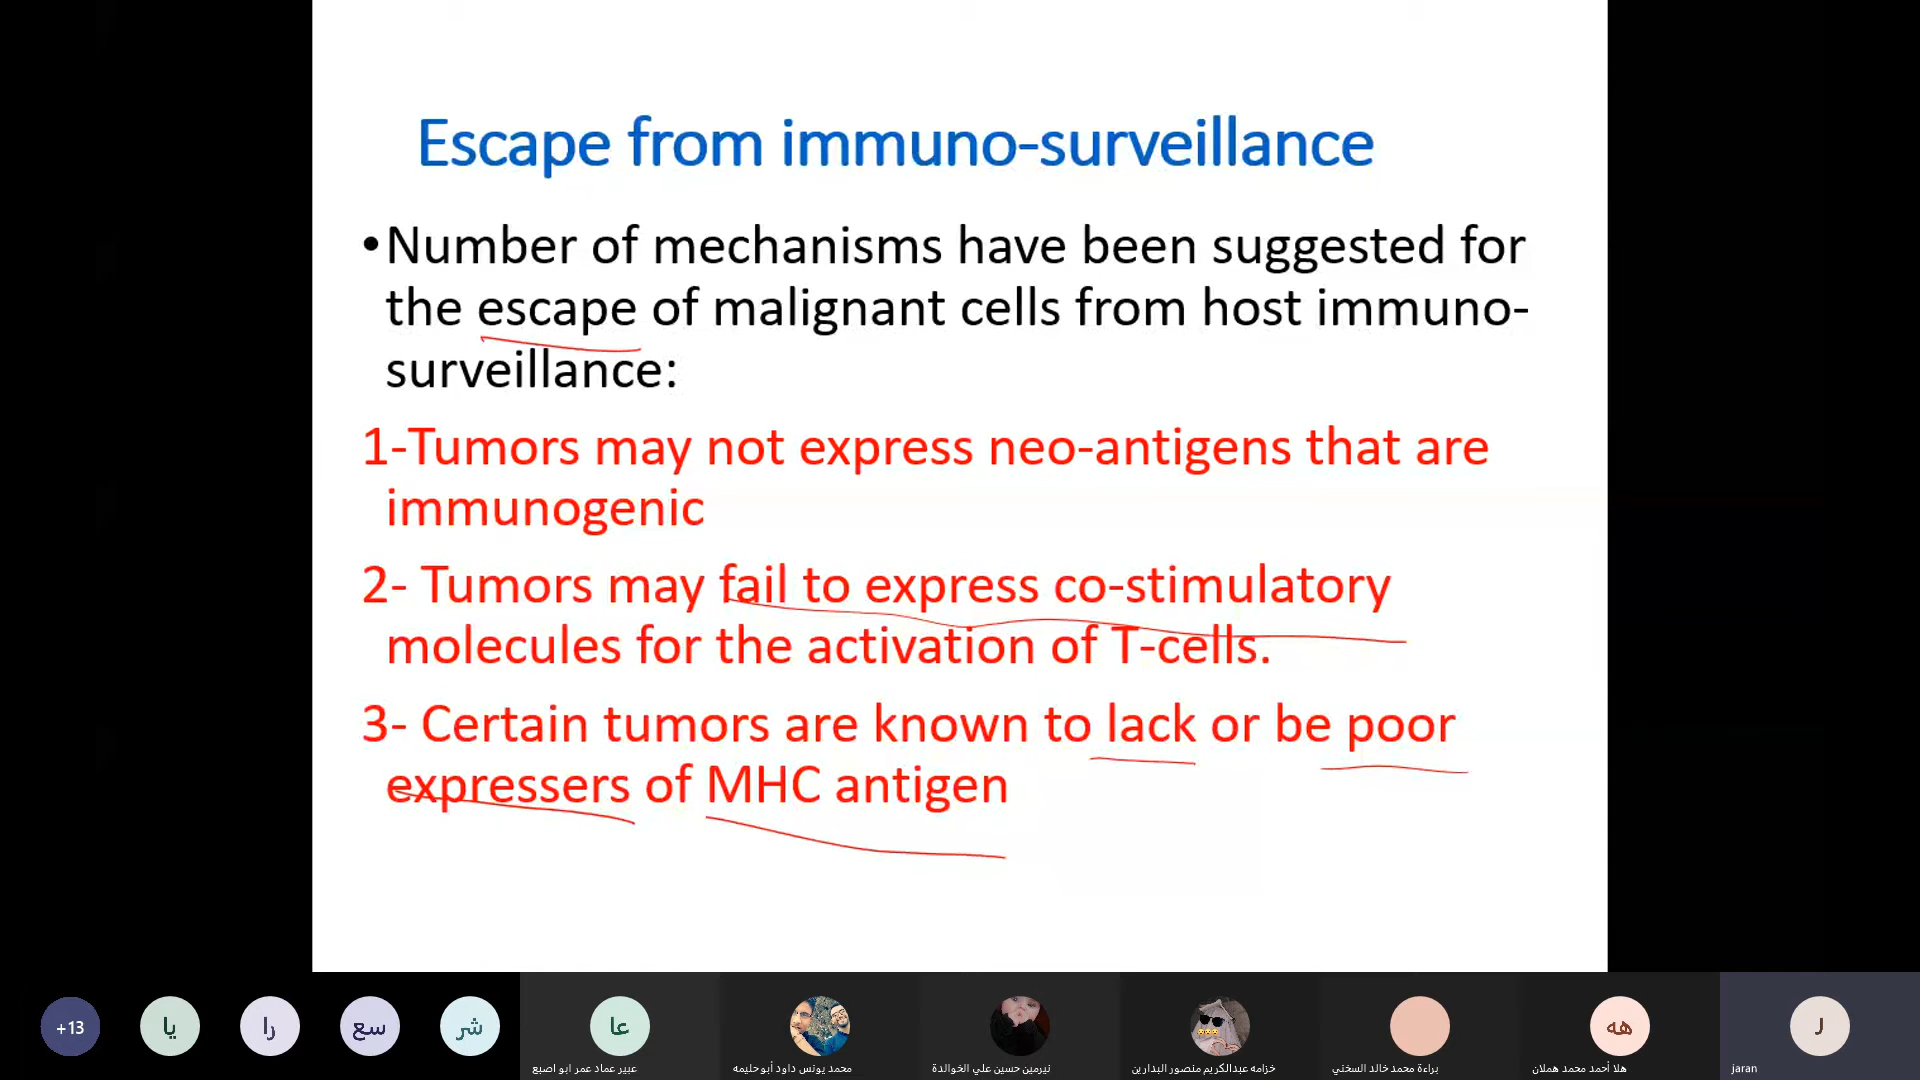 Escape from immuno-surveillance
•Number of mechanisms have been suggested for
the escape of malignant cells from host immuno-
surveillance:
1-Tumors may not express neo-antigens that are
immunogenic
2- Tumors may fail to express co-stimulatory
molecules for the activation of T-cells.
3- Certain tumors are known to lack or be poor
expressers of MHC antigen
+13
يا
را
سع
شر
عا
هه
J
عبير عماد عمر ابو اصبع
محمد يونس داود أبوحليمه
نيرمين حسين علي الخوالدة
خزامه عبدالكريم منصور البدارين
براءة محمد خالد السخني
هلا أحمد محمد هملان
jaran